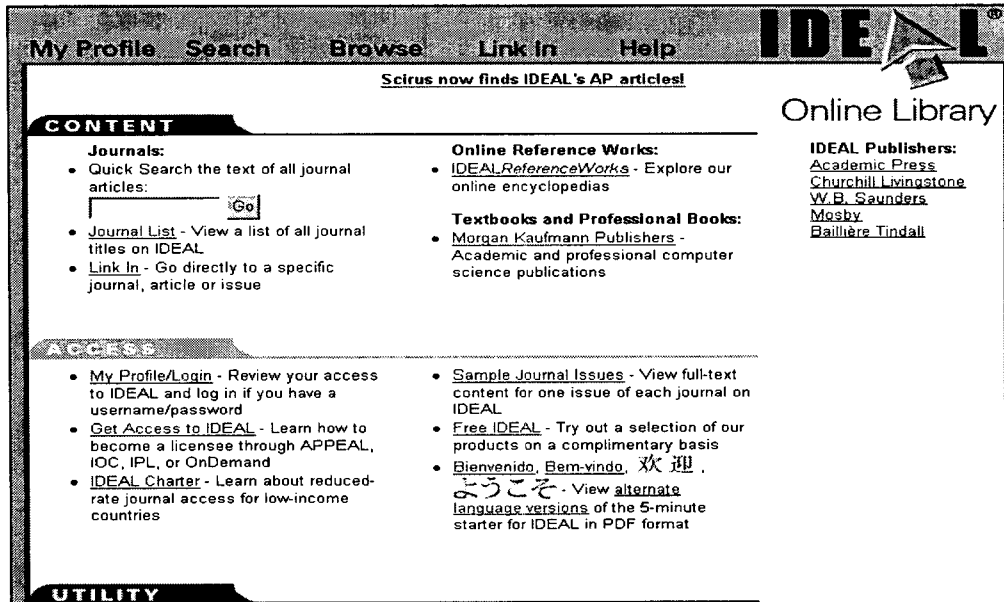 My Profile Search Browse Link In Help
IDEAL®
Online Library
Scirus now finds IDEAL's AP articles!
CONTENT
Journals:
• Quick Search the text of all journal
articles:
Go
• Journal List - View a list of all journal
titles on IDEAL
• Link In - Go directly to a specific
journal, article or issue
Online Reference Works:
• IDEALReferenceWorks - Explore our
online encyclopedias
Textbooks and Professional Books:
• Morgan Kaufmann Publishers -
Academic and professional computer
science publications
IDEAL Publishers:
Academic Press
Churchill Livingstone
W.B. Saunders
Mosby
Baillière Tindall
ACCESS
• My Profile/Login - Review your access
to IDEAL and log in if you have a
username/password
• Get Access to IDEAL - Learn how to
become a licensee through APPEAL,
IOC, IPL, or OnDemand
• IDEAL Charter - Learn about reduced-
rate journal access for low-income
countries
• Sample Journal Issues - View full-text
content for one issue of each journal on
IDEAL
• Free IDEAL - Try out a selection of our
products on a complimentary basis
• Bienvenido, Bem-vindo, 欢迎,
ようこそ - View alternate
language versions of the 5-minute
starter for IDEAL in PDF format
UTILITY